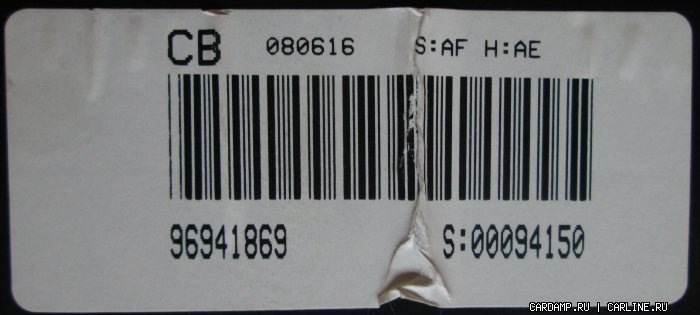 CB 080616 S:AF H:AE
96941869 S:00094150
CARDAMP.RU | CARLINE.RU